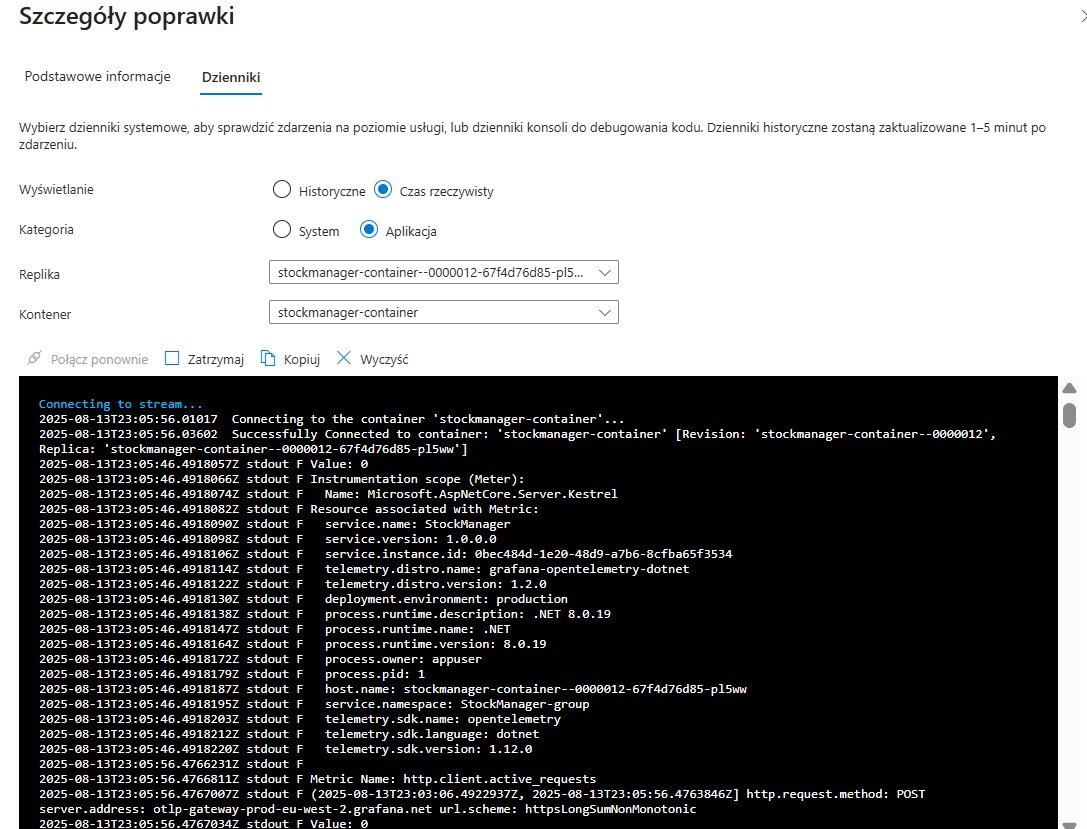 Szczegóły poprawki
Podstawowe informacje
Dzienniki
Wybierz dzienniki systemowe, aby sprawdzić zdarzenia na poziomie usługi, lub dzienniki konsoli do debugowania kodu. Dzienniki historyczne zostaną zaktualizowane 1–5 minut po
zdarzeniu.
Wyświetlanie
Historyczne
Czas rzeczywisty
Kategoria
System
Aplikacja
Replika
stockmanager-container--0000012-67f4d76d85-pl5...
Kontener
stockmanager-container
Połącz ponownie
Zatrzymaj
Kopiuj
Wyczyść
Connecting to stream...
2025-08-13T23:05:56.01017  Connecting to the container 'stockmanager-container'...
2025-08-13T23:05:56.03602  Successfully Connected to container: 'stockmanager-container' [Revision: 'stockmanager-container--0000012',
Replica: 'stockmanager-container--0000012-67f4d76d85-pl5ww']
2025-08-13T23:05:46.4918057Z stdout F Value: 0
2025-08-13T23:05:46.4918066Z stdout F Instrumentation scope (Meter):
2025-08-13T23:05:46.4918074Z stdout F   Name: Microsoft.AspNetCore.Server.Kestrel
2025-08-13T23:05:46.4918082Z stdout F Resource associated with Metric:
2025-08-13T23:05:46.4918090Z stdout F   service.name: StockManager
2025-08-13T23:05:46.4918098Z stdout F   service.version: 1.0.0.0
2025-08-13T23:05:46.4918106Z stdout F   service.instance.id: 0bec484d-1e20-48d9-a7b6-8cfba65f3534
2025-08-13T23:05:46.4918114Z stdout F   telemetry.distro.name: grafana-opentelemetry-dotnet
2025-08-13T23:05:46.4918122Z stdout F   telemetry.distro.version: 1.2.0
2025-08-13T23:05:46.4918130Z stdout F   deployment.environment: production
2025-08-13T23:05:46.4918138Z stdout F   process.runtime.description: .NET 8.0.19
2025-08-13T23:05:46.4918147Z stdout F   process.runtime.name: .NET
2025-08-13T23:05:46.4918164Z stdout F   process.runtime.version: 8.0.19
2025-08-13T23:05:46.4918172Z stdout F   process.owner: appuser
2025-08-13T23:05:46.4918179Z stdout F   process.pid: 1
2025-08-13T23:05:46.4918187Z stdout F   host.name: stockmanager-container--0000012-67f4d76d85-pl5ww
2025-08-13T23:05:46.4918195Z stdout F   service.namespace: StockManager-group
2025-08-13T23:05:46.4918203Z stdout F   telemetry.sdk.name: opentelemetry
2025-08-13T23:05:46.4918212Z stdout F   telemetry.sdk.language: dotnet
2025-08-13T23:05:46.4918220Z stdout F   telemetry.sdk.version: 1.12.0
2025-08-13T23:05:56.4766231Z stdout F
2025-08-13T23:05:56.4766811Z stdout F Metric Name: http.client.active_requests
2025-08-13T23:05:56.4767007Z stdout F (2025-08-13T23:03:06.4922937Z, 2025-08-13T23:05:56.4763846Z] http.request.method: POST
server.address: otlp-gateway-prod-eu-west-2.grafana.net url.scheme: httpsLongSumNonMonotonic
2025-08-13T23:05:56.4767034Z stdout F Value: 0